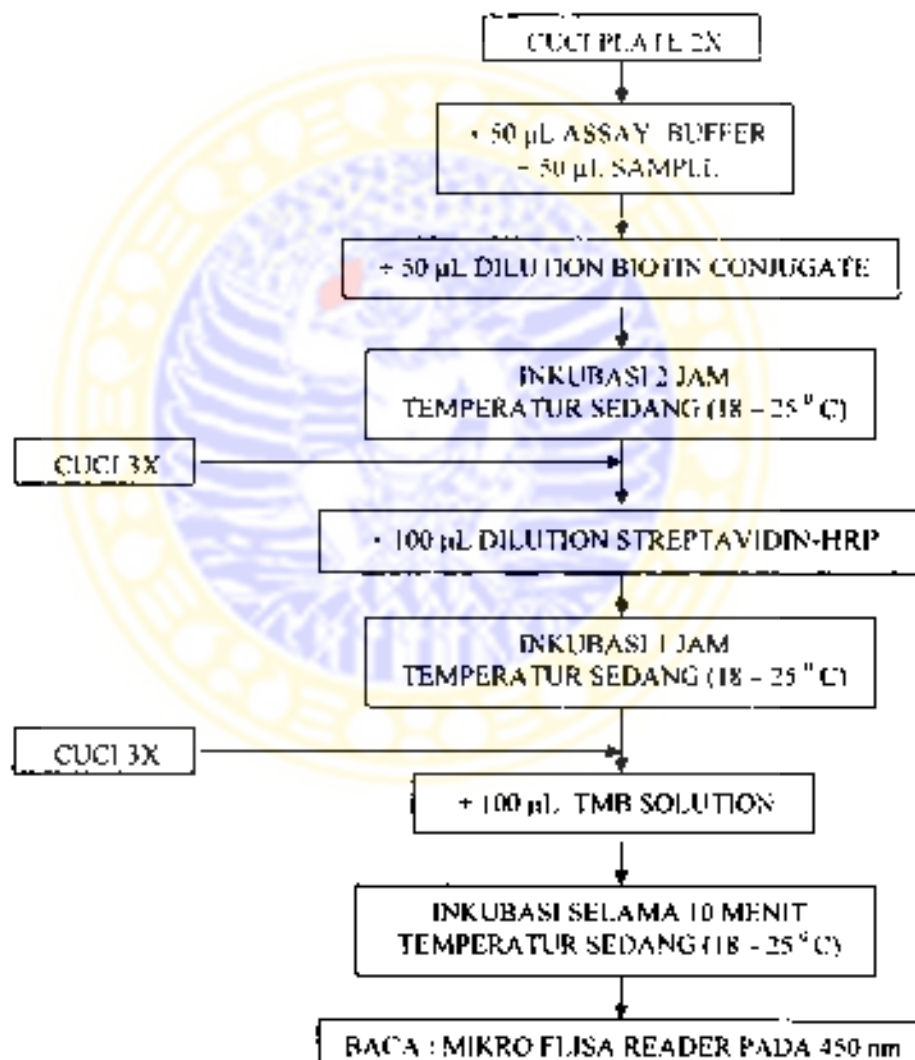 CUCI PLATE 2X
+ 50 µL ASSAY BUFFER
+ 50 µL SAMPLE
+ 50 µL DILUTION BIOTIN CONJUGATE
INKUBASI 2 JAM
TEMPERATUR SEDANG (18 – 25 ⁰ C)
CUCI 3X
+ 100 µL DILUTION STREPTAVIDIN-HRP
INKUBASI 1 JAM
TEMPERATUR SEDANG (18 – 25 ⁰ C)
CUCI 3X
+ 100 µL TMB SOLUTION
INKUBASI SELAMA 10 MENIT
TEMPERATUR SEDANG (18 – 25 ⁰ C)
BACA : MIKRO ELISA READER PADA 450 nm